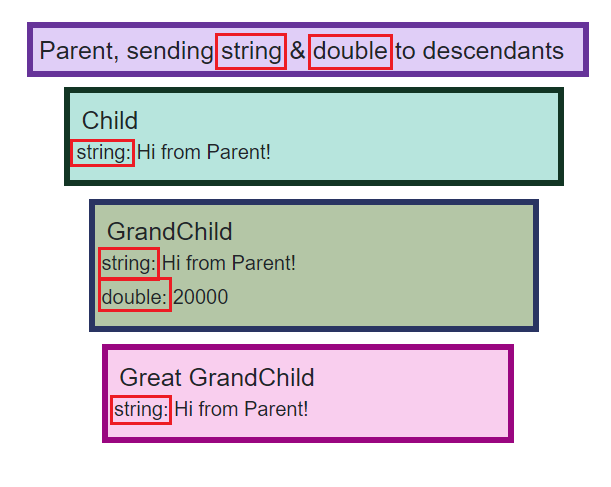 Parent, sending string & double to descendants
Child
string: Hi from Parent!
GrandChild
string: Hi from Parent!
double: 20000
Great GrandChild
string: Hi from Parent!